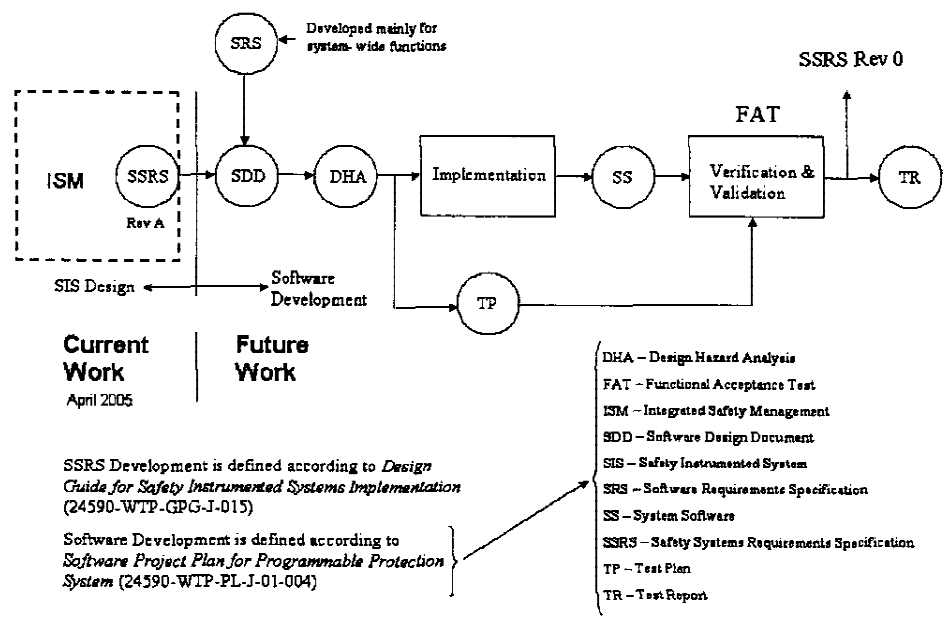 Developed mainly for
system-wide functions
SRS
SSRS Rev 0
FAT
ISM
SSRS
Rev A
SDD
DHA
Implementation
SS
Verification &
Validation
TR
SIS Design
Software
Development
TP
Current
Work
April 2005
Future
Work
DHA – Design Hazard Analysis
FAT – Functional Acceptance Test
ISM – Integrated Safety Management
SDD – Software Design Document
SIS – Safety Instrumented System
SRS – Software Requirements Specification
SS – System Software
SSRS – Safety Systems Requirements Specification
TP – Test Plan
TR – Test Report
SSRS Development is defined according to Design
Guide for Safety Instrumented Systems Implementation
(24590-WTP-GPG-J-015)
Software Development is defined according to
Software Project Plan for Programmable Protection
System (24590-WTP-PL-J-01-004)